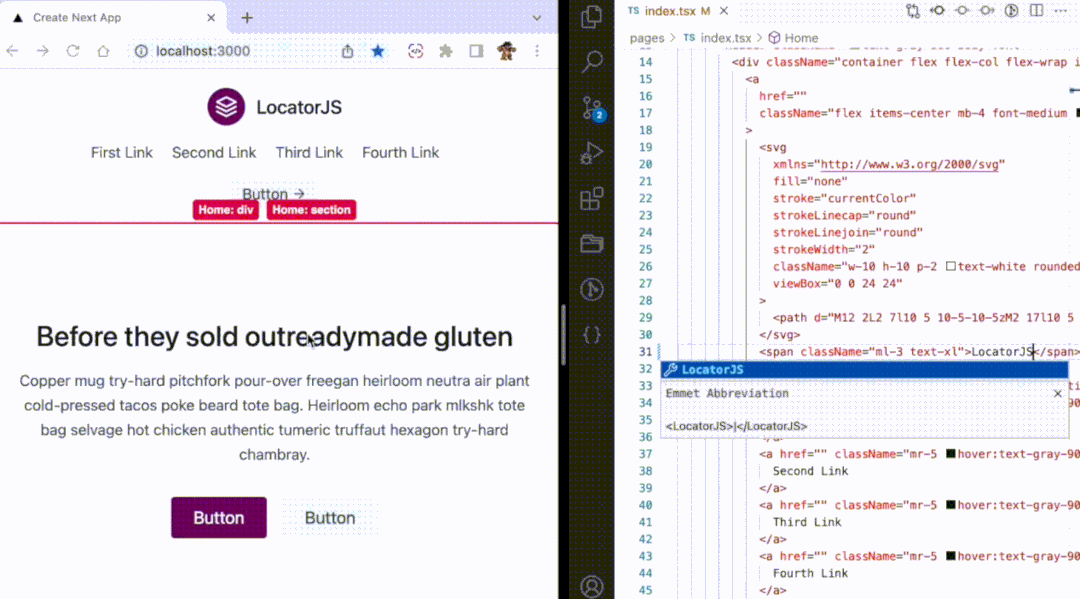 Create Next App
localhost:3000
LocatorJS
First Link Second Link Third Link Fourth Link
Button →
Home: div Home: section
Before they sold outreadymade gluten
Copper mug try-hard pitchfork pour-over freegan heirloom neutra air plant
cold-pressed tacos poke beard tote bag. Heirloom echo park mlkshk tote
bag selvage hot chicken authentic tumeric truffaut hexagon try-hard
chambray.
Button Button
2
TS index.tsx M ×
pages > TS index.tsx > Home
14 <div className="container flex flex-col flex-wrap i
15 <a
16 href=""
17 className="flex items-center mb-4 font-medium
18 >
19 <svg
20 xmlns="http://www.w3.org/2000/svg"
21 fill="none"
22 stroke="currentColor"
23 strokeLinecap="round"
24 strokeLinejoin="round"
25 strokeWidth="2"
26 className="w-10 h-10 p-2 text-white rounded
27 viewBox="0 0 24 24"
28 >
29 <path d="M12 2L2 7l10 5 10-5-10-5zM2 17l10 5
30 </svg>
31 <span className="ml-3 text-xl">LocatorJS</span>
32 LocatorJS
33 Emmet Abbreviation ×
34
35 <LocatorJS>|</LocatorJS>
36 </a>
37 <a href="" className="mr-5 hover:text-gray-90
38 Second Link
39 </a>
40 <a href="" className="mr-5 hover:text-gray-90
41 Third Link
42 </a>
43 <a href="" className="mr-5 hover:text-gray-90
44 Fourth Link
45 </a>